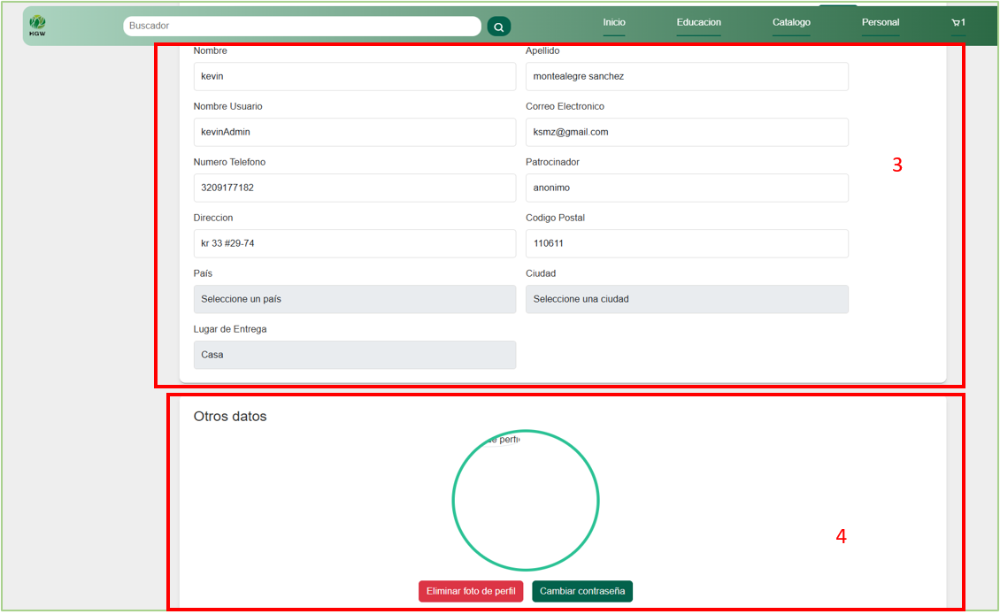 HGW
Buscador
Inicio
Educacion
Catalogo
Personal
1
Nombre
Apellido
kevin
montealegre sanchez
Nombre Usuario
Correo Electronico
kevinAdmin
ksmz@gmail.com
3
Numero Telefono
Patrocinador
3209177182
anonimo
Direccion
Codigo Postal
kr 33 #29-74
110611
País
Ciudad
Seleccione un país
Seleccione una ciudad
Lugar de Entrega
Casa
Otros datos
de perfil
4
Eliminar foto de perfil
Cambiar contraseña